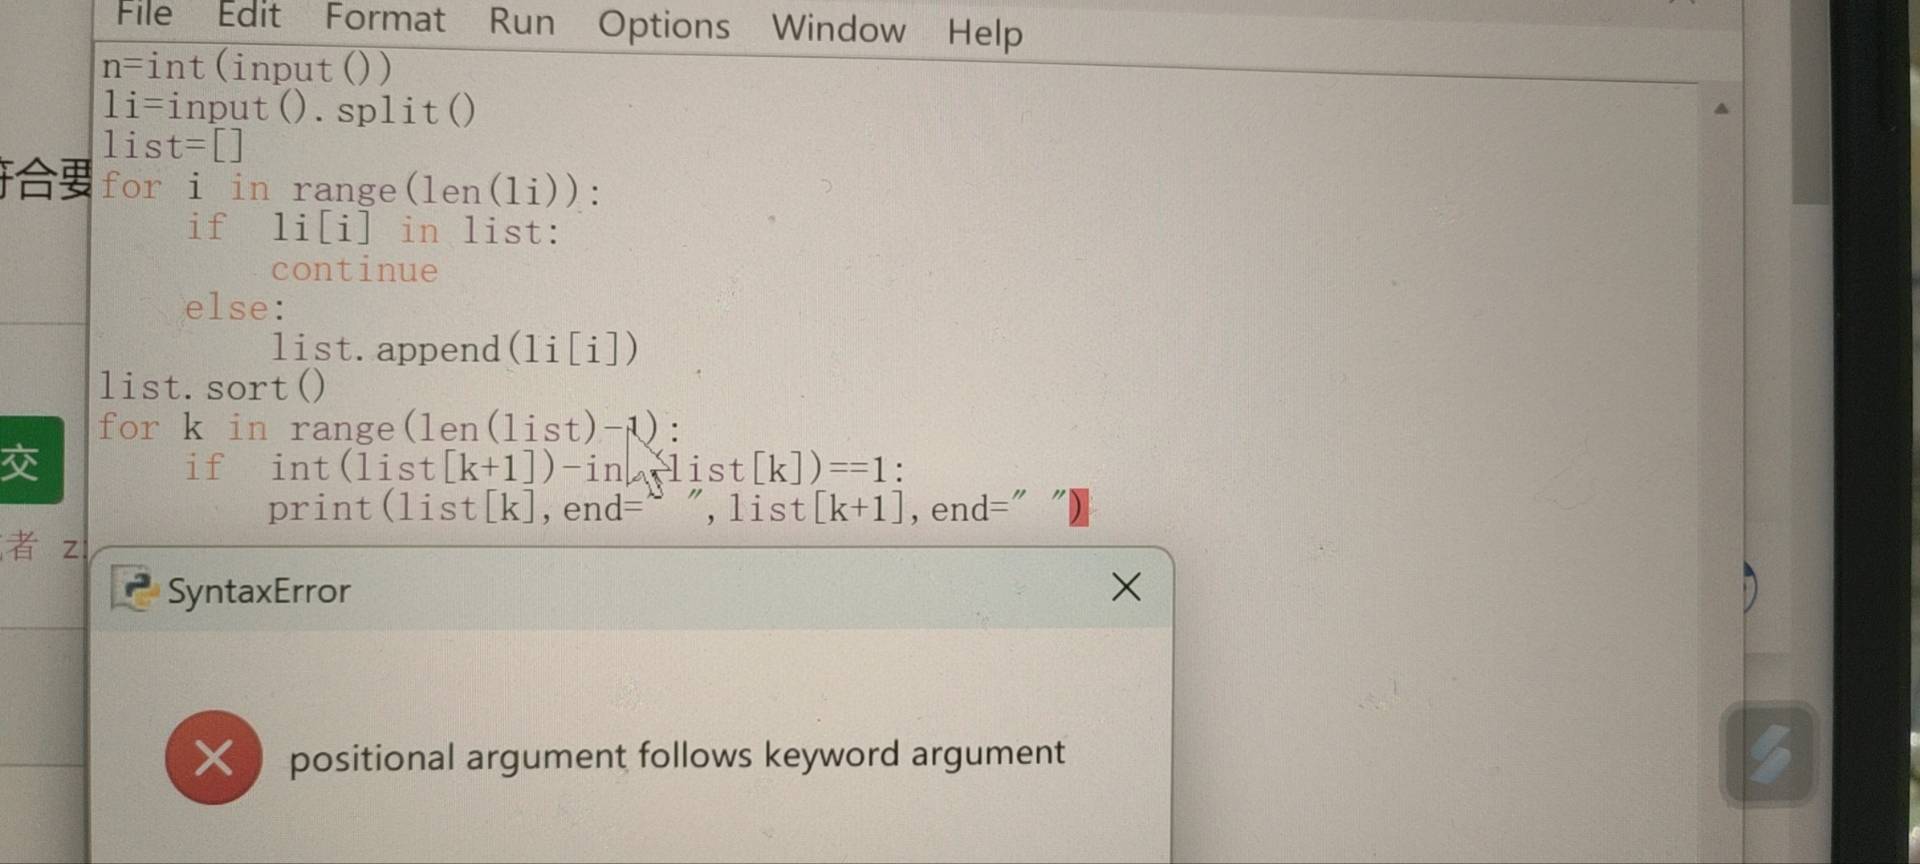 File Edit Format Run Options Window Help
n=int(input())
li=input().split()
list=[]
符合要
for i in range(len(li)):
    if  li[i] in list:
        continue
    else:
        list.append(li[i])
list.sort()
for k in range(len(list)-1):
交
    if  int(list[k+1])-in list[k])==1:
        print(list[k],end=" ",list[k+1],end=" ")
者 z
SyntaxError
positional argument follows keyword argument